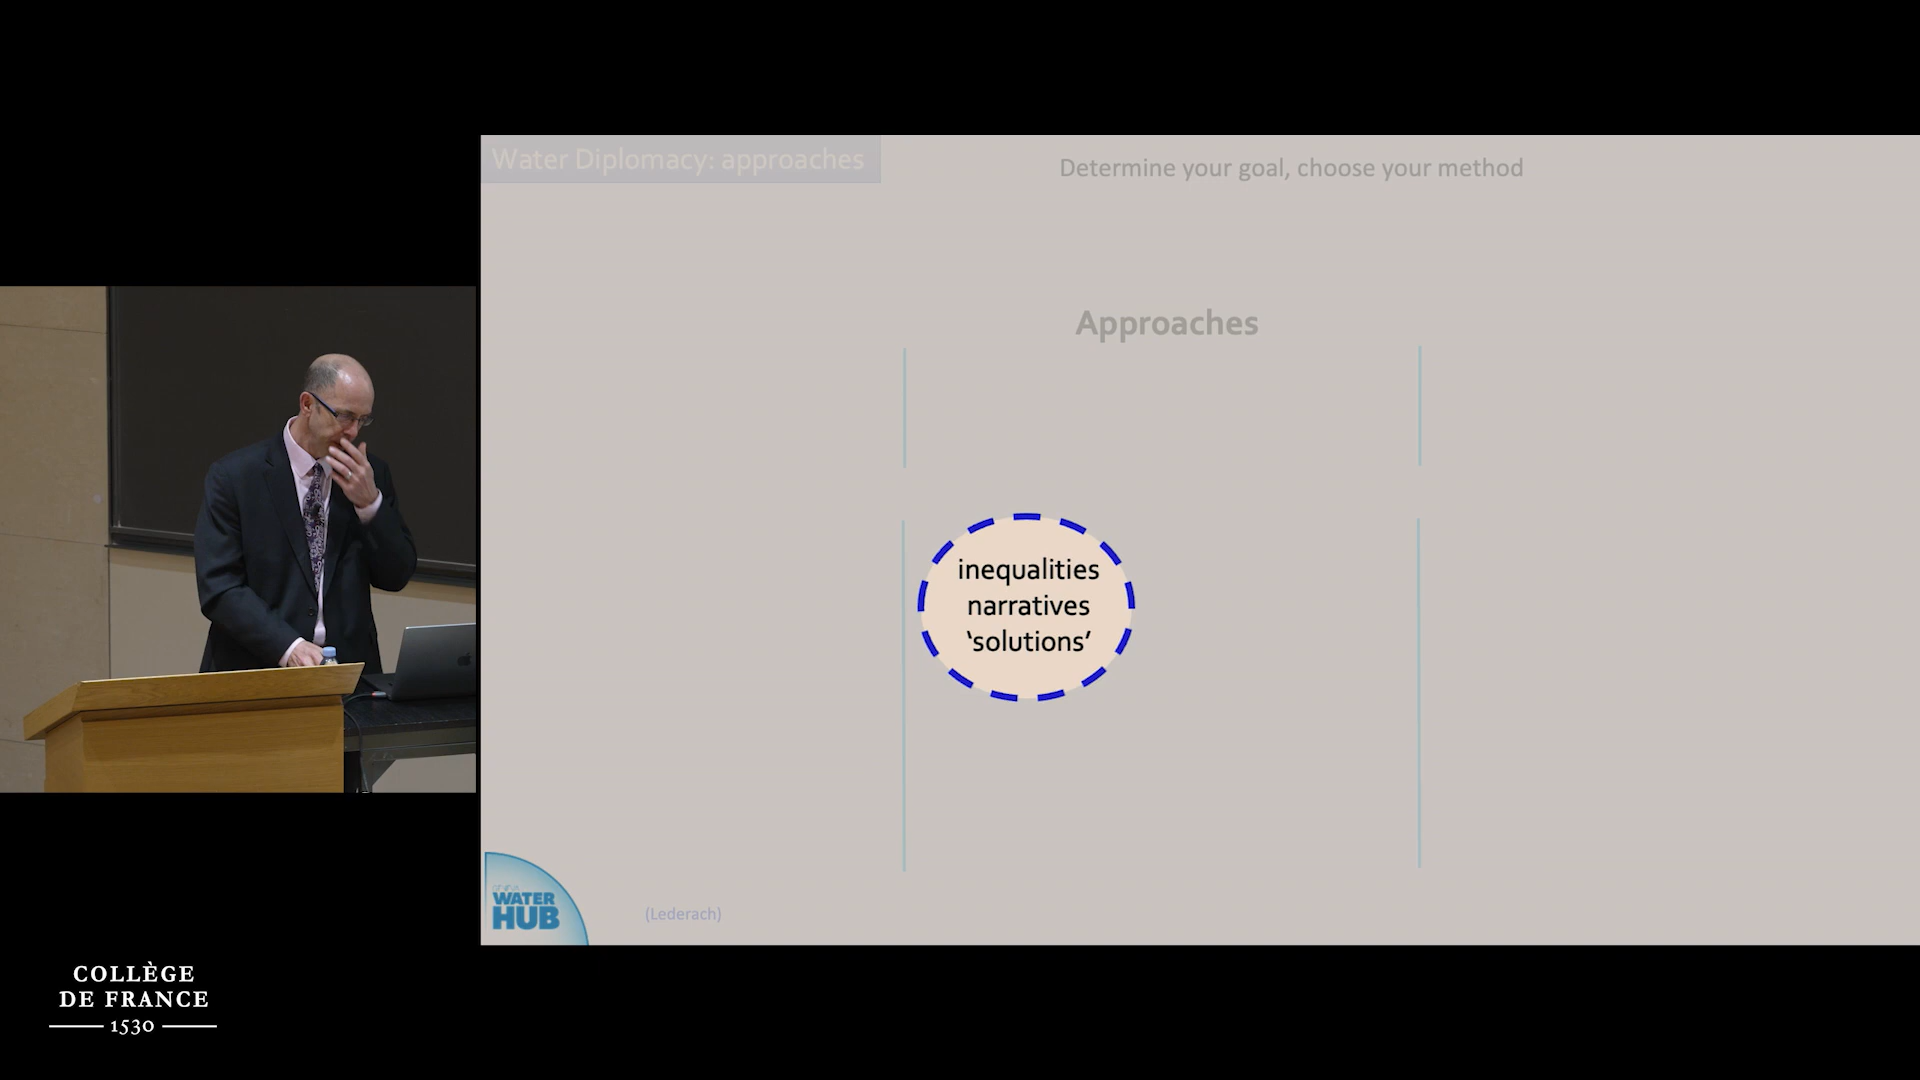 Water Diplomacy: approaches
Determine your goal, choose your method
Approaches
inequalities
narratives
‘solutions’
WATER
HUB
(Lederach)
COLLÈGE
DE FRANCE
1530